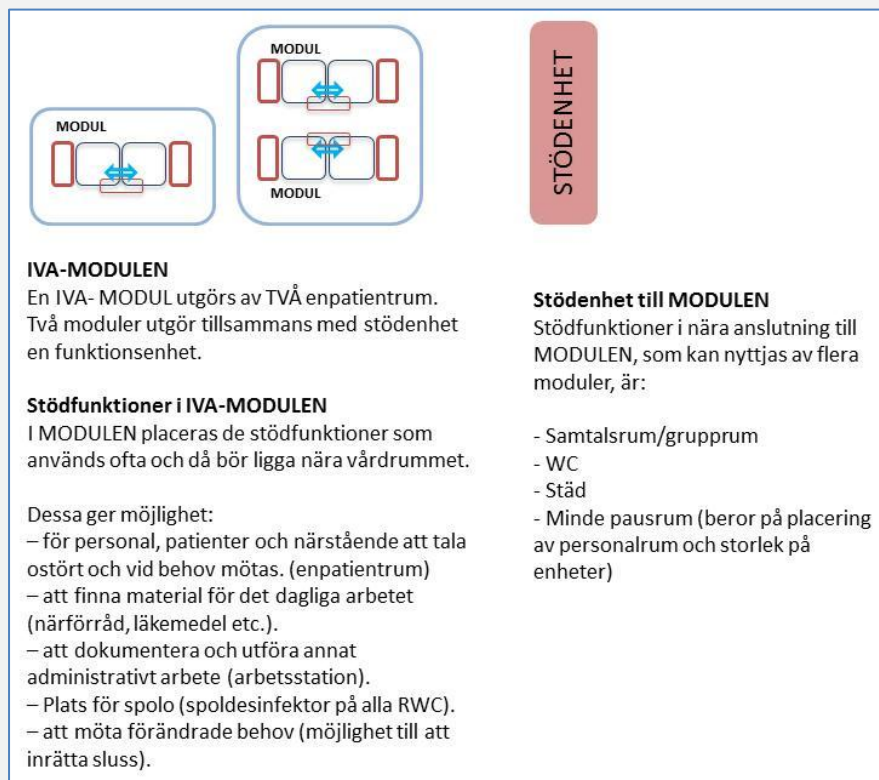 MODUL
MODUL
MODUL
STÖDENHET
IVA-MODULEN
En IVA- MODUL utgörs av TVÅ enpatientrum.
Två moduler utgör tillsammans med stödenhet
en funktionsenhet.
Stödfunktioner i IVA-MODULEN
I MODULEN placeras de stödfunktioner som
används ofta och då bör ligga nära vårdrummet.
Dessa ger möjlighet:
– för personal, patienter och närstående att tala
ostört och vid behov mötas. (enpatientrum)
– att finna material för det dagliga arbetet
(närförråd, läkemedel etc.).
– att dokumentera och utföra annat
administrativt arbete (arbetsstation).
– Plats för spolo (spoldesinfektor på alla RWC).
– att möta förändrade behov (möjlighet till att
inrätta sluss).
Stödenhet till MODULEN
Stödfunktioner i nära anslutning till
MODULEN, som kan nyttjas av flera
moduler, är:
- Samtalsrum/grupprum
- WC
- Städ
- Minde pausrum (beror på placering
av personalrum och storlek på
enheter)